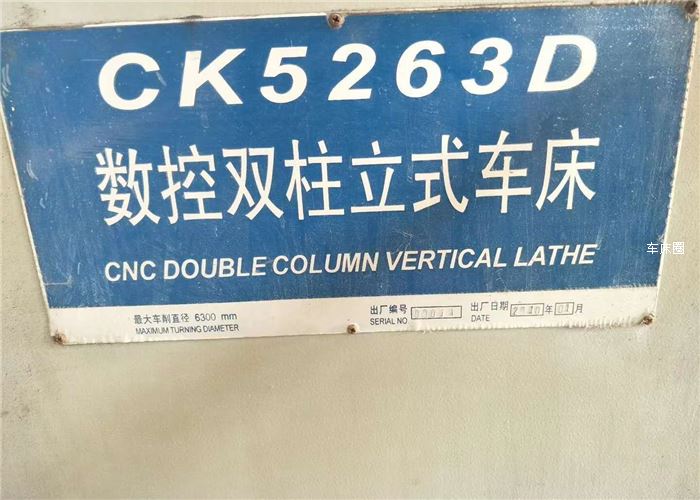 CK5263D
数控双柱立式车床
CNC DOUBLE COLUMN VERTICAL LATHE
最大车削直径 6300 mm
MAXIMUM TURNING DIAMETER
出厂编号
SERIAL NO
出厂日期 年 月
DATE
车床圈